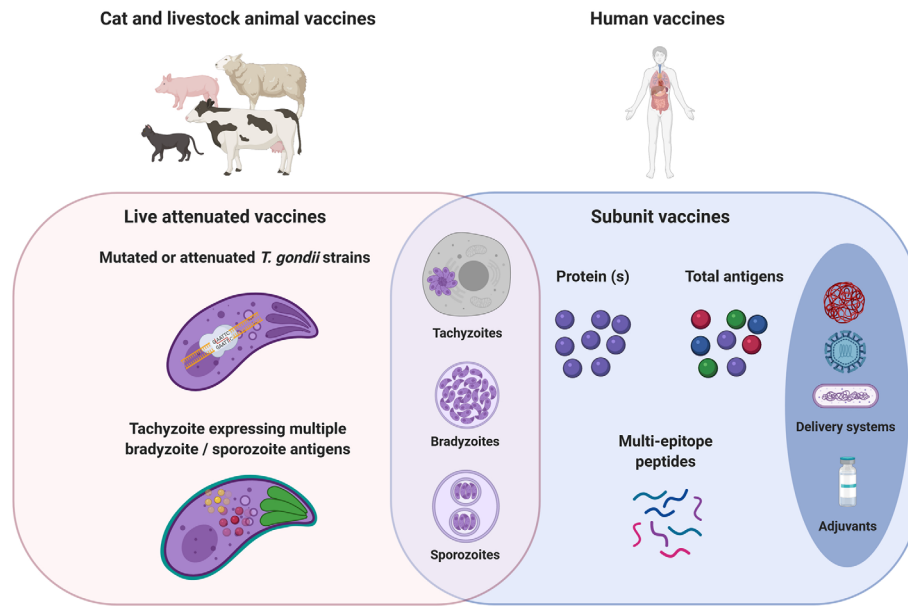 Cat and livestock animal vaccines
Human vaccines
Live attenuated vaccines
Mutated or attenuated T. gondii strains
Tachyzoite expressing multiple
bradyzoite / sporozoite antigens
Tachyzoites
Bradyzoites
Sporozoites
Subunit vaccines
Protein (s)
Total antigens
Multi-epitope
peptides
Delivery systems
Adjuvants